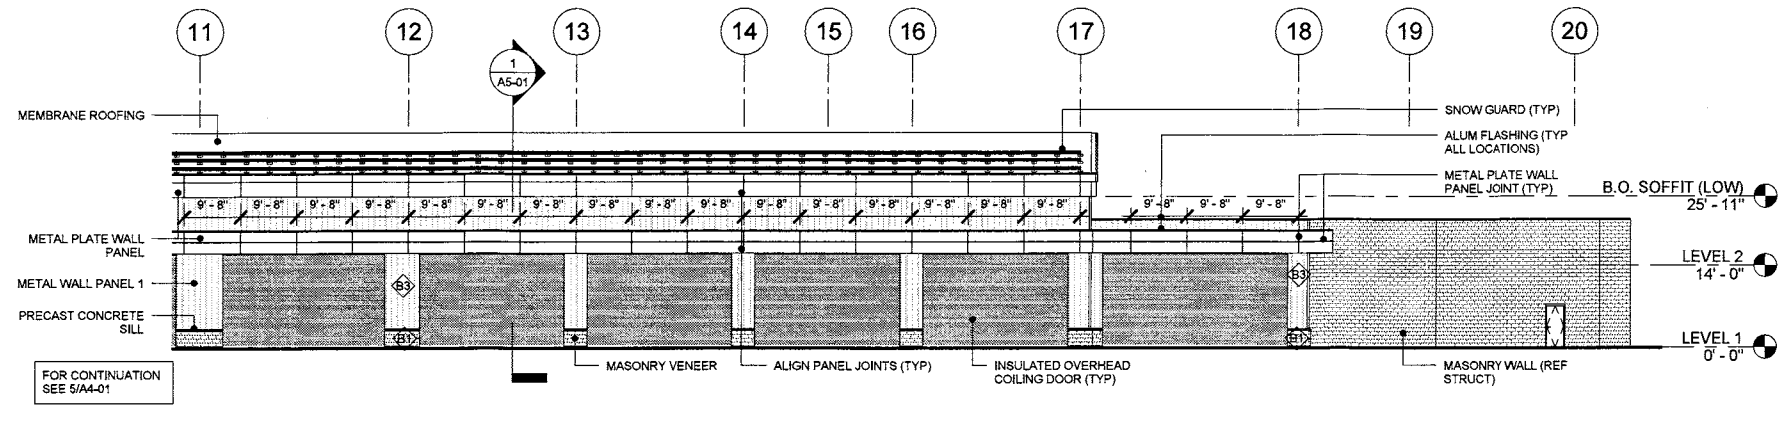 11 12 13 14 15 16 17 18 19 20
1
A5-01
MEMBRANE ROOFING
SNOW GUARD (TYP)
ALUM FLASHING (TYP
ALL LOCATIONS)
METAL PLATE WALL
PANEL JOINT (TYP)
B.O. SOFFIT (LOW)
25' - 11"
9' - 8" 9' - 8" 9' - 8" 9' - 8" 9' - 8" 9' - 8" 9' - 8" 9' - 8" 9' - 8" 9' - 8" 9' - 8" 9' - 8" 9' - 8" 9' - 8" 9' - 8" 9' - 8" 9' - 8" 9' - 8" 9' - 8"
METAL PLATE WALL
PANEL
LEVEL 2
14' - 0"
METAL WALL PANEL 1
B3 B3
PRECAST CONCRETE
SILL
B1 B1
LEVEL 1
0' - 0"
MASONRY VENEER
ALIGN PANEL JOINTS (TYP)
INSULATED OVERHEAD
COILING DOOR (TYP)
MASONRY WALL (REF
STRUCT)
FOR CONTINUATION
SEE 5/A4-01